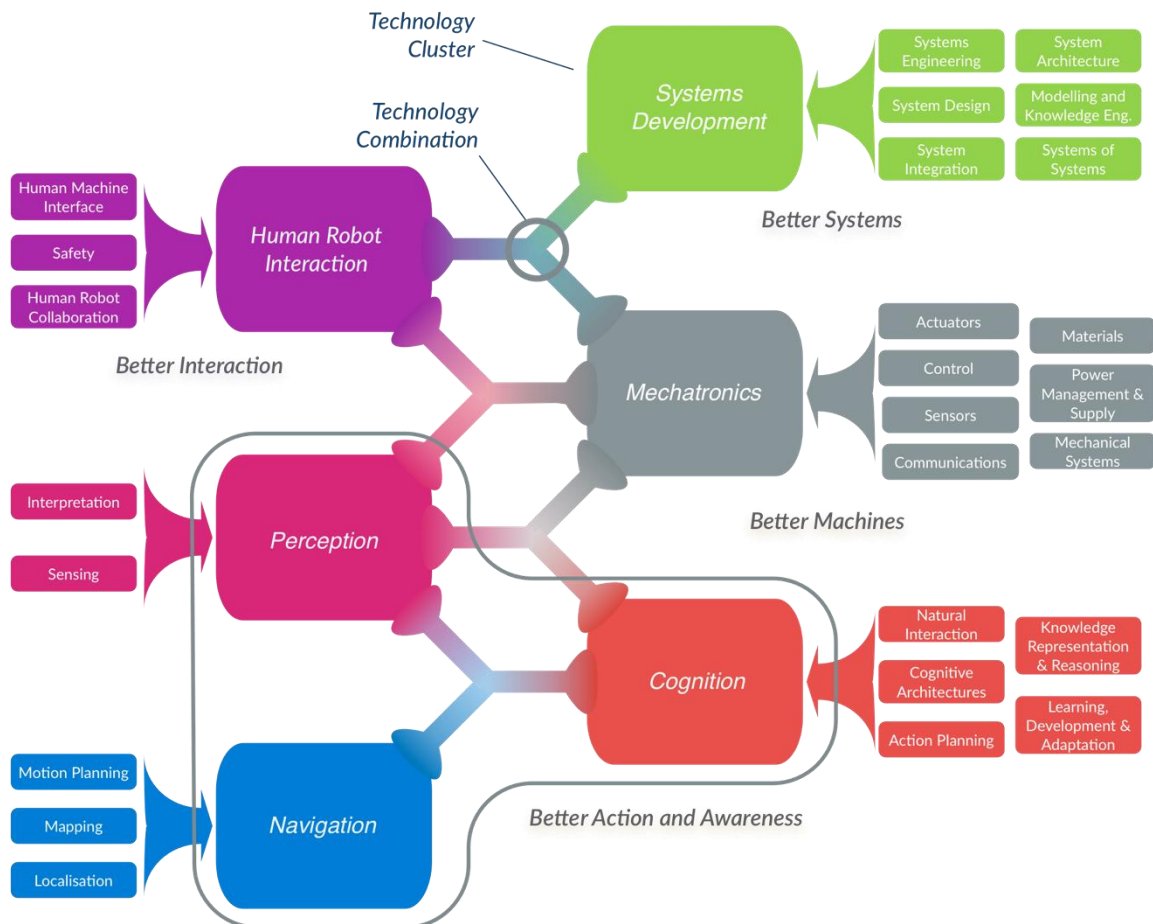 Technology
Cluster
Technology
Combination
Systems
Development
Systems
Engineering
System
Architecture
System Design
Modelling and
Knowledge Eng.
System
Integration
Systems of
Systems
Better Systems
Human Machine
Interface
Safety
Human Robot
Collaboration
Human Robot
Interaction
Better Interaction
Mechatronics
Actuators
Materials
Control
Power
Management &
Supply
Sensors
Communications
Mechanical
Systems
Better Machines
Interpretation
Sensing
Perception
Cognition
Natural
Interaction
Knowledge
Representation
& Reasoning
Cognitive
Architectures
Action Planning
Learning,
Development &
Adaptation
Motion Planning
Mapping
Localisation
Navigation
Better Action and Awareness